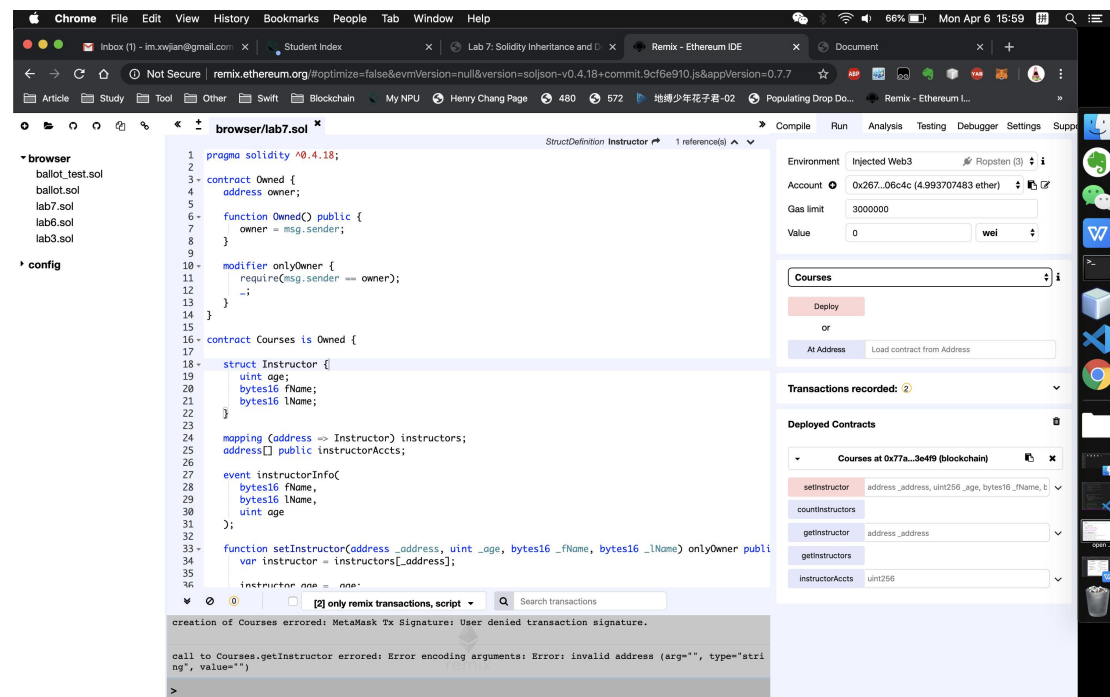 Chrome File Edit View History Bookmarks People Tab Window Help 66% Mon Apr 6 15:59 拼
Inbox (1) - im.xwjian@gmail.com × Student Index × Lab 7: Solidity Inheritance and D × Remix - Ethereum IDE × Document × +
Not Secure | remix.ethereum.org/#optimize=false&evmVersion=null&version=soljson-v0.4.18+commit.9cf6e910.js&appVersion=0.7.7
Article Study Tool Other Swift Blockchain My NPU Henry Chang Page 480 572 地缚少年花子君-02 Populating Drop Do... Remix - Ethereum I... »
browser/lab7.sol × » Compile Run Analysis Testing Debugger Settings Suppo
StructDefinition Instructor 1 reference(s)
browser
ballot_test.sol
ballot.sol
lab7.sol
lab6.sol
lab3.sol
config
1 pragma solidity ^0.4.18;
2
3 contract Owned {
4 address owner;
5
6 function Owned() public {
7 owner = msg.sender;
8 }
9
10 modifier onlyOwner {
11 require(msg.sender == owner);
12 _;
13 }
14 }
15
16 contract Courses is Owned {
17
18 struct Instructor {
19 uint age;
20 bytes16 fName;
21 bytes16 lName;
22 }
23
24 mapping (address => Instructor) instructors;
25 address[] public instructorAccts;
26
27 event instructorInfo(
28 bytes16 fName,
29 bytes16 lName,
30 uint age
31 );
32
33 function setInstructor(address _address, uint _age, bytes16 _fName, bytes16 _lName) onlyOwner publi
34 var instructor = instructors[_address];
35
36 instructor.age = _age;
0 [2] only remix transactions, script Search transactions
creation of Courses errored: MetaMask Tx Signature: User denied transaction signature.
call to Courses.getInstructor errored: Error encoding arguments: Error: invalid address (arg="", type="stri
ng", value="")
>
Environment Injected Web3 Ropsten (3) i
Account 0x267...06c4c (4.993707483 ether)
Gas limit 3000000
Value 0 wei
Courses i
Deploy
or
At Address Load contract from Address
Transactions recorded: 2
Deployed Contracts
Courses at 0x77a...3e4f9 (blockchain)
setInstructor address _address, uint256 _age, bytes16 _fName, b
countInstructors
getInstructor address _address
getInstructors
instructorAccts uint256
open